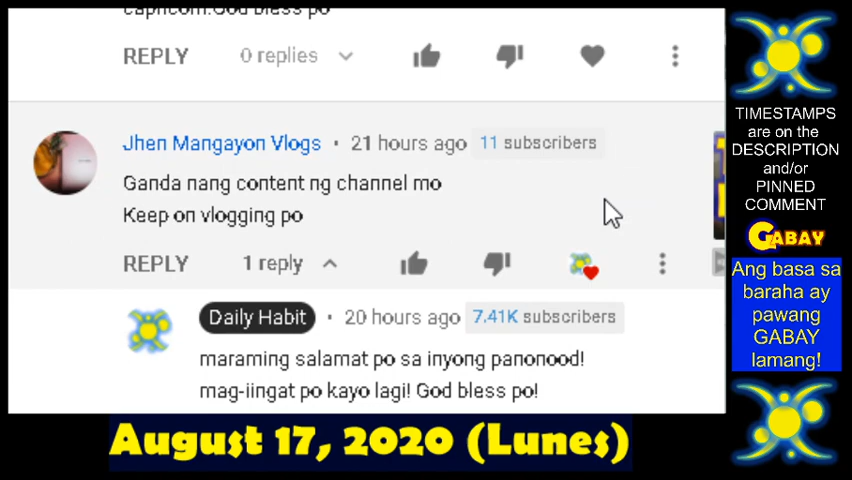 capricorn.God bless po
REPLY 0 replies
Jhen Mangayon Vlogs • 21 hours ago 11 subscribers
Ganda nang content ng channel mo
Keep on vlogging po
REPLY 1 reply
Daily Habit • 20 hours ago 7.41K subscribers
maraming salamat po sa inyong panonood!
mag-iingat po kayo lagi! God bless po!
August 17, 2020 (Lunes)
TIMESTAMPS
are on the
DESCRIPTION
and/or
PINNED
COMMENT
GABAY
Ang basa sa
baraha ay
pawang
GABAY
lamang!